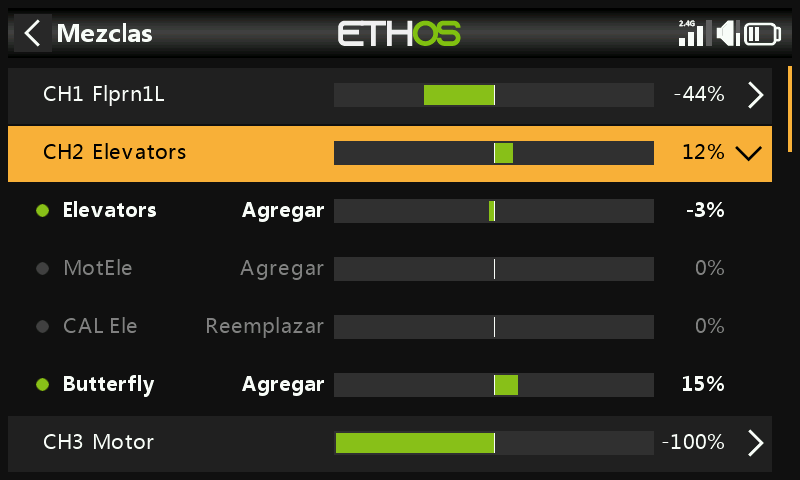 Mezclas
ETHOS
2.4G
CH1 Flprn1L -44%
CH2 Elevators 12%
Elevators Agregar -3%
MotEle Agregar 0%
CAL Ele Reemplazar 0%
Butterfly Agregar 15%
CH3 Motor -100%